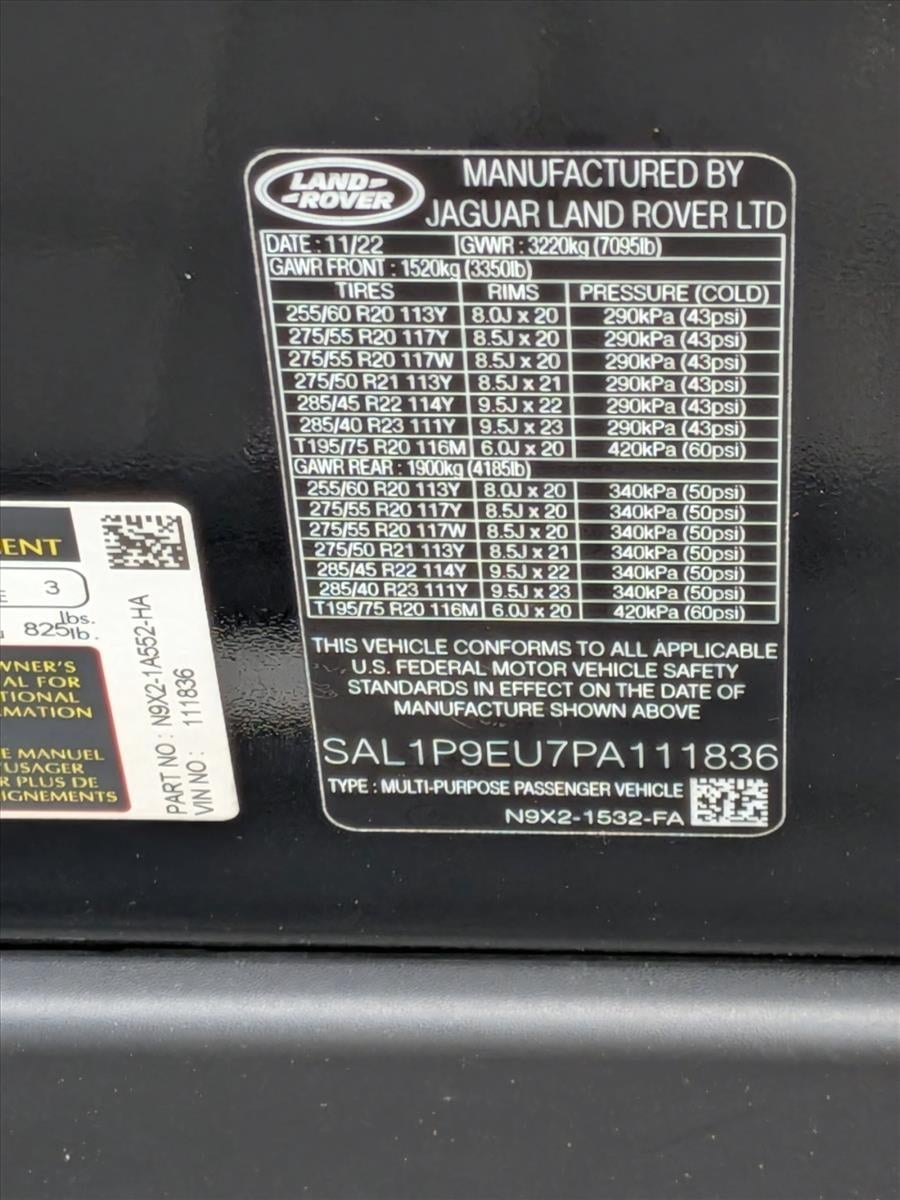 LAND-
-ROVER
MANUFACTURED BY
JAGUAR LAND ROVER LTD
DATE : 11/22 GVWR : 3220kg (7095lb)
GAWR FRONT : 1520kg (3350lb)
TIRES RIMS PRESSURE (COLD)
255/60 R20 113Y 8.0J x 20 290kPa (43psi)
275/55 R20 117Y 8.5J x 20 290kPa (43psi)
275/55 R20 117W 8.5J x 20 290kPa (43psi)
275/50 R21 113Y 8.5J x 21 290kPa (43psi)
285/45 R22 114Y 9.5J x 22 290kPa (43psi)
285/40 R23 111Y 9.5J x 23 290kPa (43psi)
T195/75 R20 116M 6.0J x 20 420kPa (60psi)
GAWR REAR : 1900kg (4185lb)
255/60 R20 113Y 8.0J x 20 340kPa (50psi)
275/55 R20 117Y 8.5J x 20 340kPa (50psi)
275/55 R20 117W 8.5J x 20 340kPa (50psi)
275/50 R21 113Y 8.5J x 21 340kPa (50psi)
285/45 R22 114Y 9.5J x 22 340kPa (50psi)
285/40 R23 111Y 9.5J x 23 340kPa (50psi)
T195/75 R20 116M 6.0J x 20 420kPa (60psi)
THIS VEHICLE CONFORMS TO ALL APPLICABLE
U.S. FEDERAL MOTOR VEHICLE SAFETY
STANDARDS IN EFFECT ON THE DATE OF
MANUFACTURE SHOWN ABOVE
SAL1P9EU7PA111836
TYPE : MULTI-PURPOSE PASSENGER VEHICLE
N9X2-1532-FA
ENT
E 3
lbs.
825lb.
WNER'S
AL FOR
TIONAL
MATION
E MANUEL
'USAGER
R PLUS DE
IGNEMENTS
PART NO : N9X2-1A552-HA
VIN NO : 111836